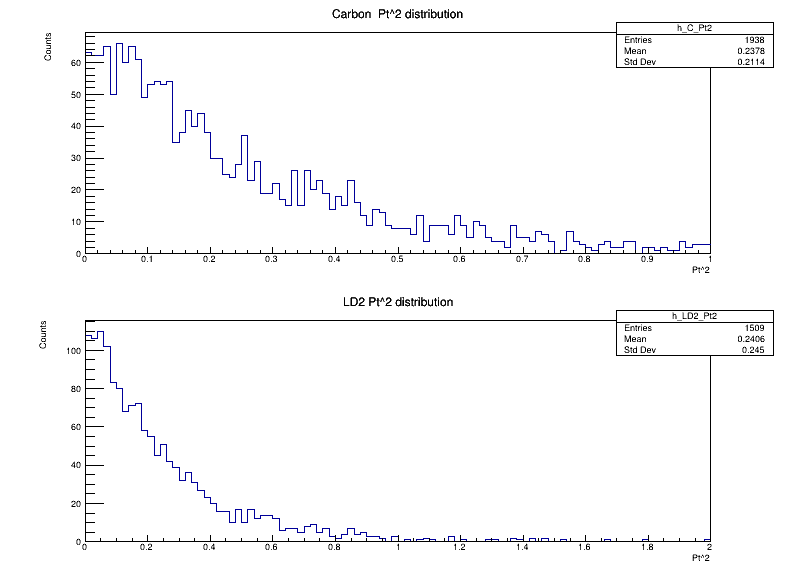 Carbon  Pt^2 distribution
h_C_Pt2
Entries 1938
Mean 0.2378
Std Dev 0.2114
Counts
60
50
40
30
20
10
0
0 0.1 0.2 0.3 0.4 0.5 0.6 0.7 0.8 0.9 1
Pt^2
LD2 Pt^2 distribution
h_LD2_Pt2
Entries 1509
Mean 0.2406
Std Dev 0.245
Counts
100
80
60
40
20
0
0 0.2 0.4 0.6 0.8 1 1.2 1.4 1.6 1.8 2
Pt^2